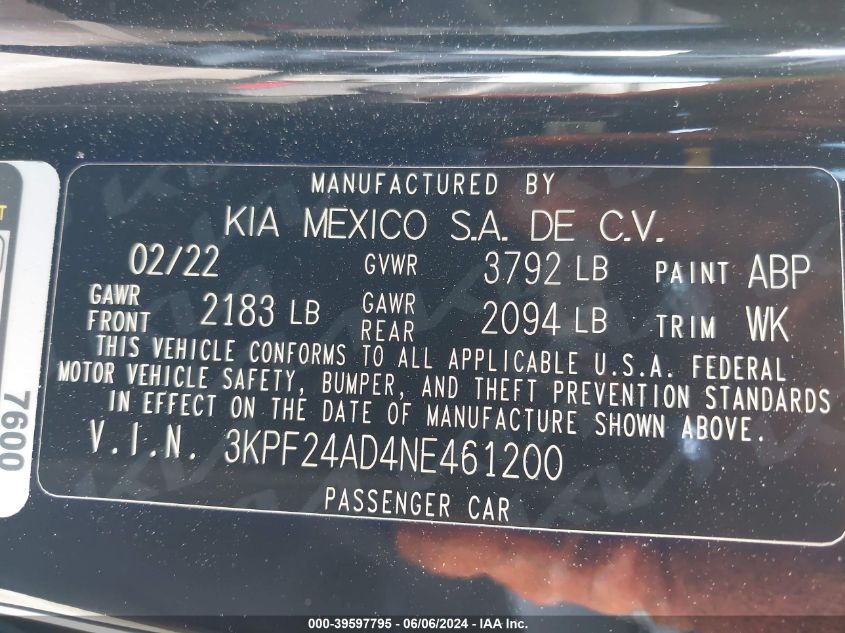 MANUFACTURED BY
KIA MEXICO S.A. DE C.V.
02/22 GVWR 3792 LB PAINT ABP
GAWR FRONT 2183 LB GAWR REAR 2094 LB TRIM WK
THIS VEHICLE CONFORMS TO ALL APPLICABLE U.S.A. FEDERAL
MOTOR VEHICLE SAFETY, BUMPER, AND THEFT PREVENTION STANDARDS
IN EFFECT ON THE DATE OF MANUFACTURE SHOWN ABOVE.
V.I.N. 3KPF24AD4NE461200
PASSENGER CAR
7600
000-39597795 - 06/06/2024 - IAA Inc.